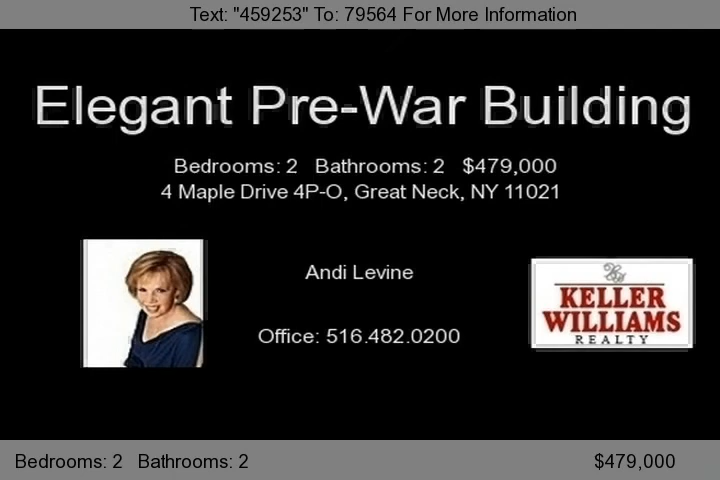 Text: "459253" To: 79564 For More Information
Elegant Pre-War Building
Bedrooms: 2 Bathrooms: 2 $479,000
4 Maple Drive 4P-O, Great Neck, NY 11021
Andi Levine
Office: 516.482.0200
KELLER
WILLIAMS
REALTY
Bedrooms: 2 Bathrooms: 2 $479,000